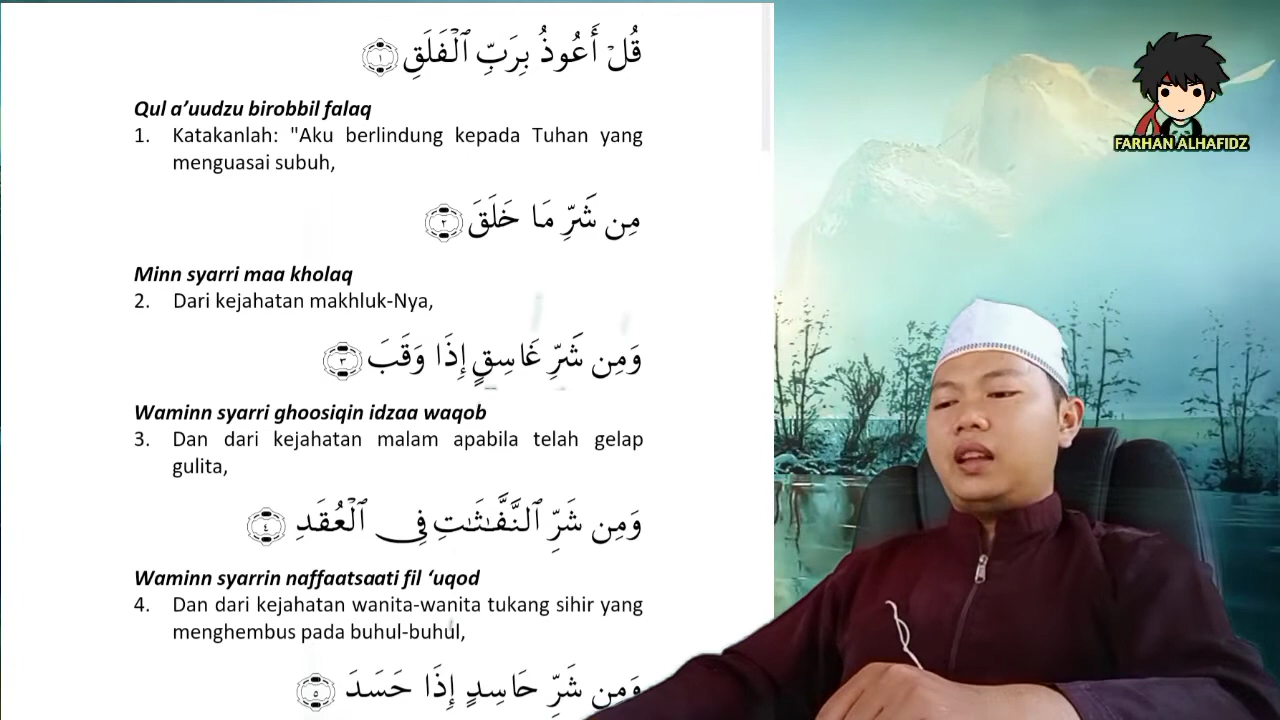 قُلْ أَعُوذُ بِرَبِّ ٱلْفَلَقِ ١
Qul a’uudzu birobbil falaq
1. Katakanlah: "Aku berlindung kepada Tuhan yang
menguasai subuh,
مِن شَرِّ مَا خَلَقَ ٢
Minn syarri maa kholaq
2. Dari kejahatan makhluk-Nya,
وَمِن شَرِّ غَاسِقٍ إِذَا وَقَبَ ٣
Waminn syarri ghoosiqin idzaa waqob
3. Dan dari kejahatan malam apabila telah gelap
gulita,
وَمِن شَرِّ ٱلنَّفَّـٰثَـٰتِ فِى ٱلْعُقَدِ ٤
Waminn syarrin naffaatsaati fil ‘uqod
4. Dan dari kejahatan wanita-wanita tukang sihir yang
menghembus pada buhul-buhul,
وَمِن شَرِّ حَاسِدٍ إِذَا حَسَدَ ٥
FARHAN ALHAFIDZ